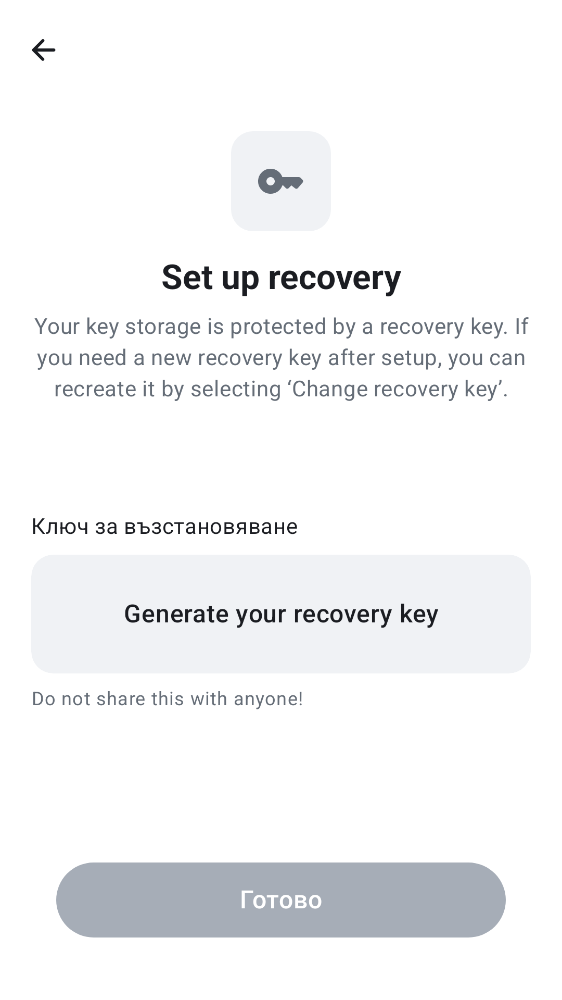 Set up recovery
Your key storage is protected by a recovery key. If
you need a new recovery key after setup, you can
recreate it by selecting ‘Change recovery key’.
Ключ за възстановяване
Generate your recovery key
Do not share this with anyone!
Готово